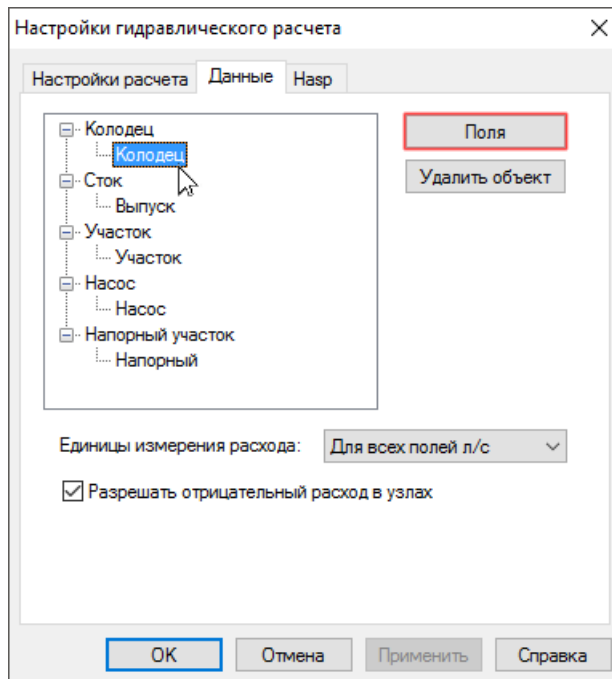 Настройки гидравлического расчета
Настройки расчета Данные Hasp
Колодец
Колодец
Сток
Выпуск
Участок
Участок
Насос
Насос
Напорный участок
Напорный
Поля
Удалить объект
Единицы измерения расхода: Для всех полей л/с
Разрешать отрицательный расход в узлах
OK Отмена Применить Справка